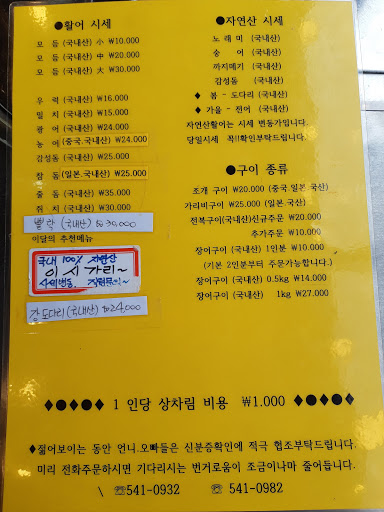 ●활어 시세
모 듬 (국내산) 小 ₩10.000
모 듬 (국내산) 中 ₩20.000
모 듬 (국내산) 大 ₩30.000
우 럭 (국내산) ₩16.000
밀 치 (국내산) ₩15.000
광 어 (국내산) ₩24.000
농 어 (중국.국내산) ₩24.000
감성돔 (국내산) ₩25.000
참 돔 (일본.국내산) ₩25.000
줄 돔 (국내산) ₩35.000
쥐 치 (국내산) ₩30.000
(국내산) ₩30,000
이달의 추천메뉴
국내 100% 자연산
이시가리~
시세변동
강도다리(국내산) ₩24,000
●자연산 시세
노 래 미 (국내산)
숭 어 (국내산)
까지메기 (국내산)
감성돔 (국내산)
♦ 봄 - 도다리 (국내산)
♦ 가을 - 전어 (국내산)
자연산활어는 시세 변동가입니다.
당일시세 꼭!!확인부탁드립니다.
●구이 종류
조개 구이 ₩20.000 (중국.일본.국산)
가리비구이 ₩25.000 (일본.국산)
전복구이(국내산)신규주문 ₩20.000
추가주문 ₩10.000
장어구이 (국내산) 1인분 ₩10.000
(기본 2인분부터 주문가능합니다.)
장어구이 (국내산) 0.5kg ₩14.000
장어구이 (국내산) 1kg ₩27.000
♦●♦●♦ 1 인당 상차림 비용 ₩1.000 ♦●♦●♦
♦젊어보이는 동안 언니.오빠들은 신분증확인에 적극 협조부탁드립니다.
미리 전화주문하시면 기다리시는 번거로움이 조금이나마 줄어듭니다.
\ ☏541-0932 ☏541-0982